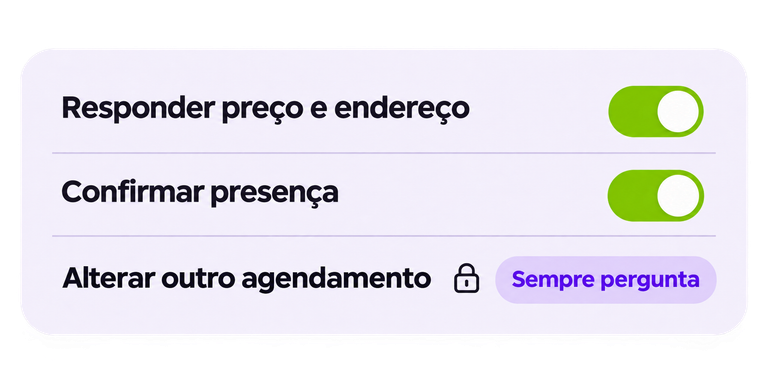 Responder preço e endereço
Confirmar presença
Alterar outro agendamento Sempre pergunta